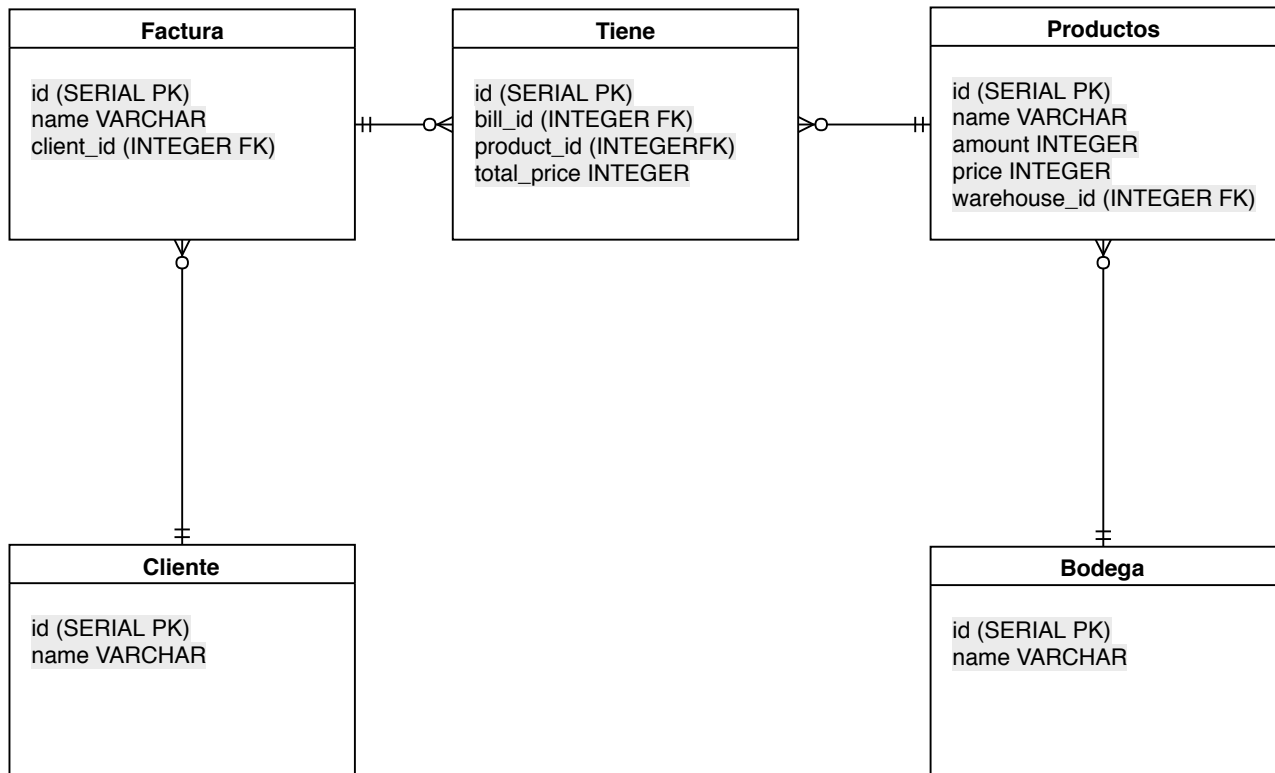 Factura
id (SERIAL PK)
name VARCHAR
client_id (INTEGER FK)
Tiene
id (SERIAL PK)
bill_id (INTEGER FK)
product_id (INTEGERFK)
total_price INTEGER
Productos
id (SERIAL PK)
name VARCHAR
amount INTEGER
price INTEGER
warehouse_id (INTEGER FK)
Cliente
id (SERIAL PK)
name VARCHAR
Bodega
id (SERIAL PK)
name VARCHAR